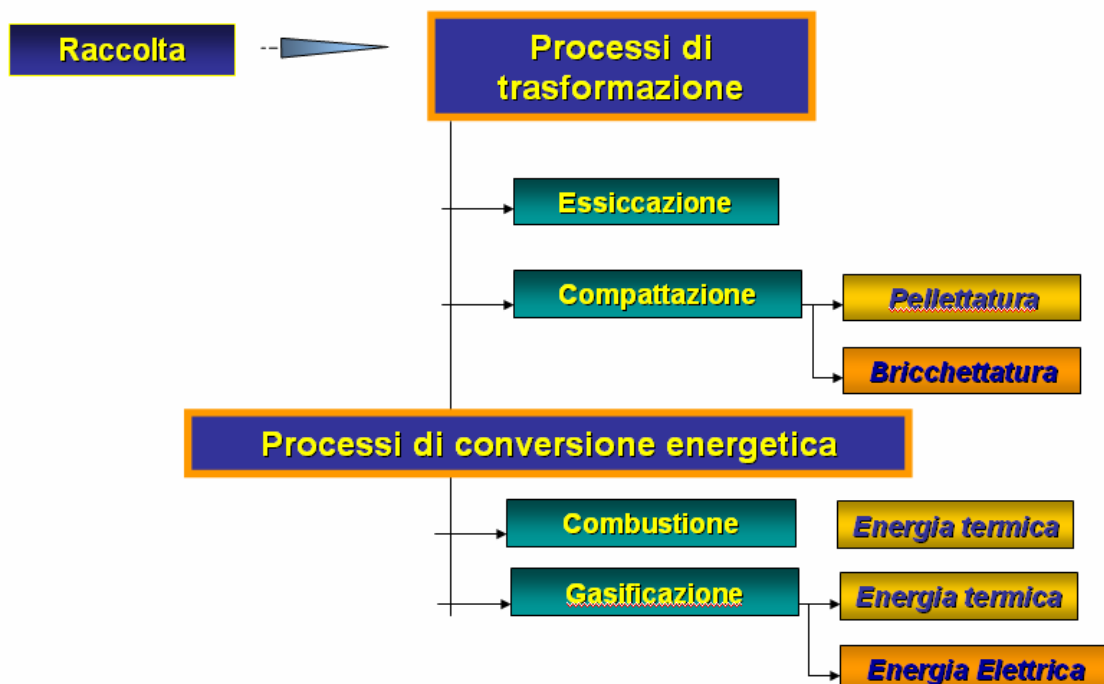 Raccolta
Processi di
trasformazione
Essiccazione
Compattazione
Pellettatura
Bricchettatura
Processi di conversione energetica
Combustione
Energia termica
Gasificazione
Energia termica
Energia Elettrica